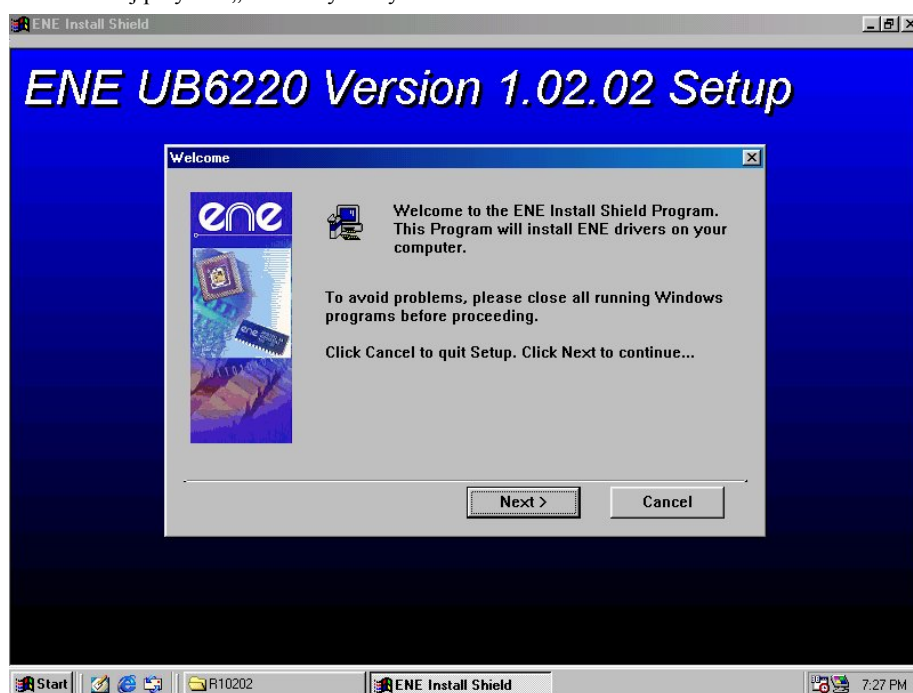 ENE Install Shield
ENE UB6220 Version 1.02.02 Setup
Welcome
ene
Welcome to the ENE Install Shield Program.
This Program will install ENE drivers on your
computer.
To avoid problems, please close all running Windows
programs before proceeding.
Click Cancel to quit Setup. Click Next to continue...
Next >
Cancel
Start
R10202
ENE Install Shield
7:27 PM